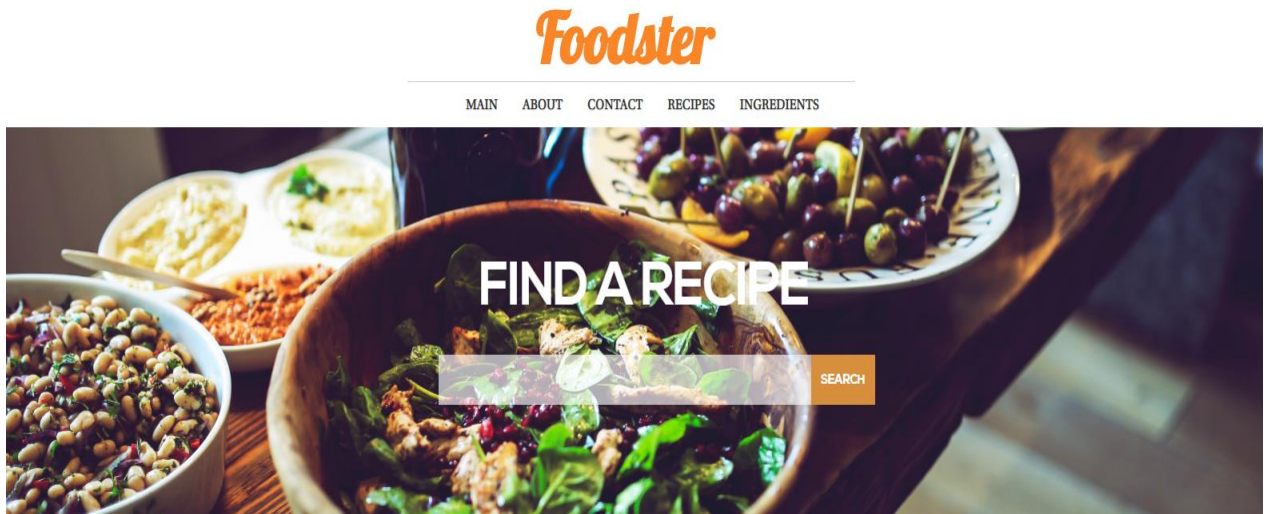 Foodster
MAIN ABOUT CONTACT RECIPES INGREDIENTS
FIND A RECIPE
SEARCH